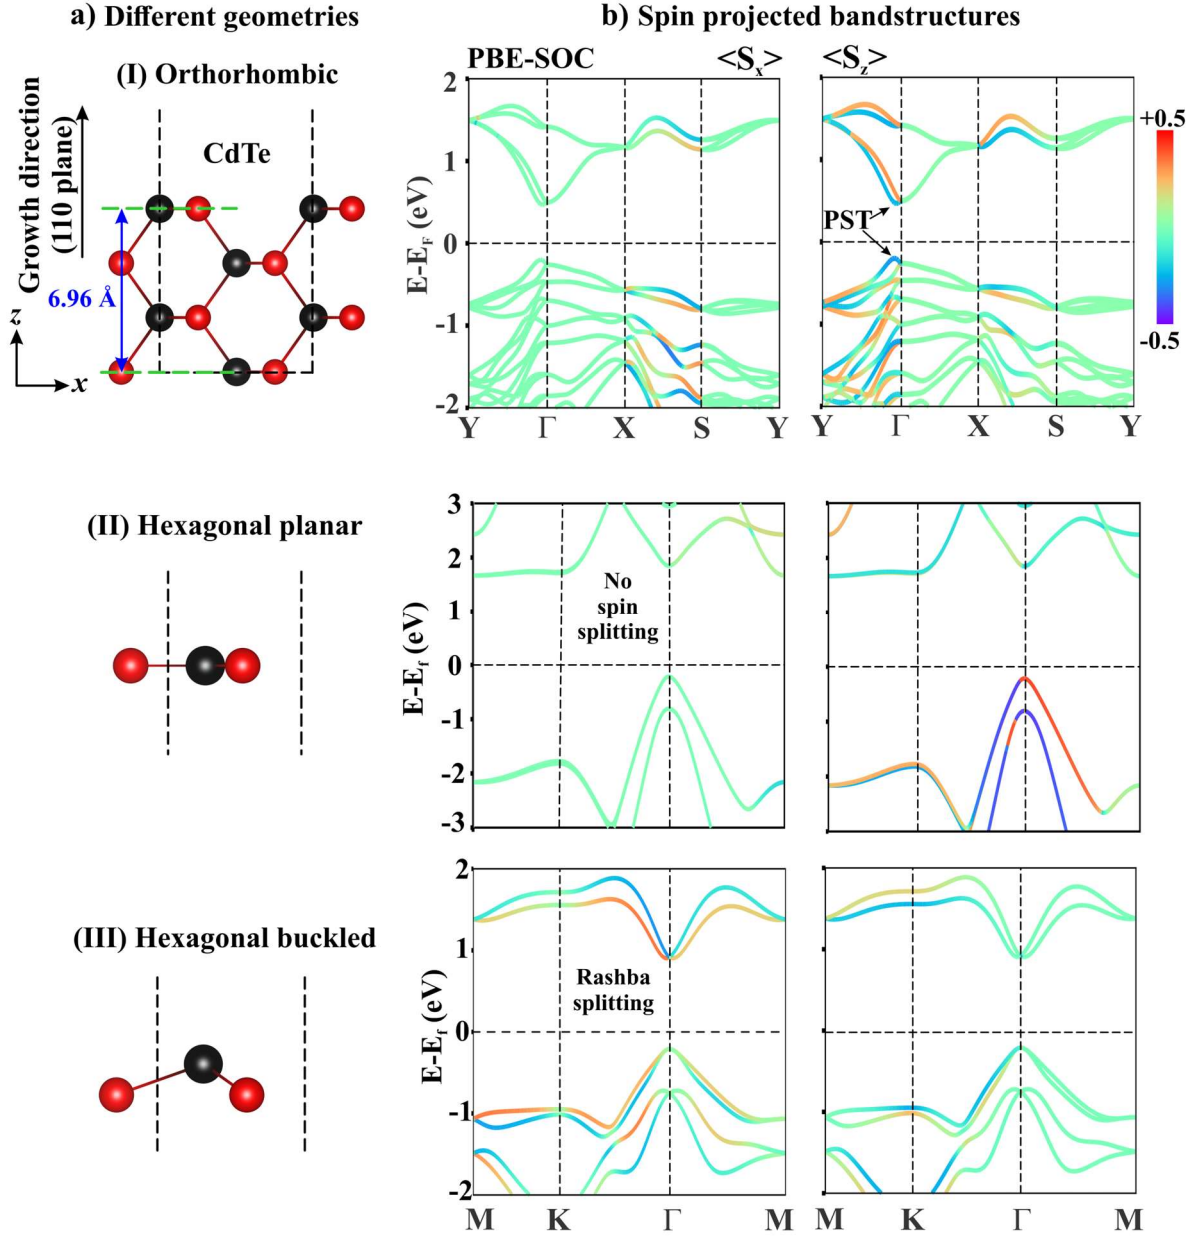 a) Different geometries
b) Spin projected bandstructures
(I) Orthorhombic
Growth direction
(110 plane)
CdTe
6.96 Å
z
x
PBE-SOC
<Sx>
<Sz>
E-EF (eV)
2
1
0
-1
-2
Y Γ X S Y
PST
Y Γ X S Y
+0.5
-0.5
(II) Hexagonal planar
E-Ef (eV)
3
2
1
0
-1
-2
-3
No
spin
splitting
(III) Hexagonal buckled
E-Ef (eV)
2
1
0
-1
-2
Rashba
splitting
M K Γ M
M K Γ M